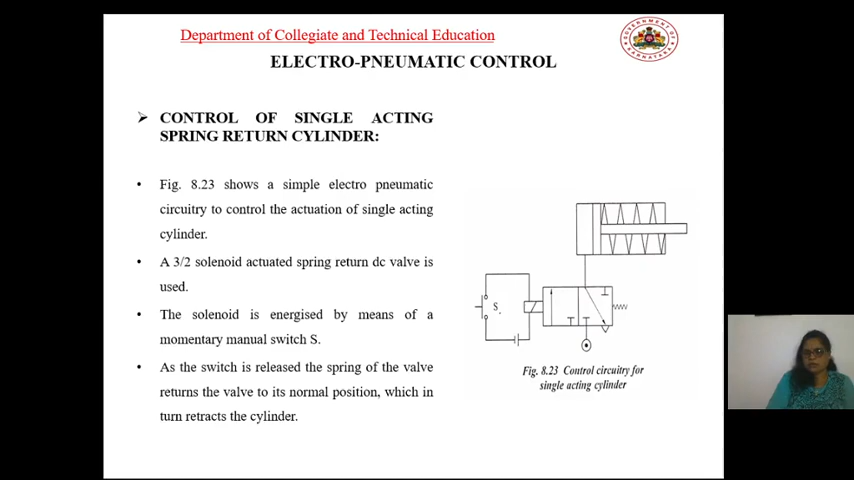 Department of Collegiate and Technical Education
ELECTRO-PNEUMATIC CONTROL
GOVERNMENT OF
KARNATAKA
➢ CONTROL OF SINGLE ACTING
SPRING RETURN CYLINDER:
• Fig. 8.23 shows a simple electro pneumatic
circuitry to control the actuation of single acting
cylinder.
• A 3/2 solenoid actuated spring return dc valve is
used.
• The solenoid is energised by means of a
momentary manual switch S.
• As the switch is released the spring of the valve
returns the valve to its normal position, which in
turn retracts the cylinder.
S
Fig. 8.23 Control circuitry for
single acting cylinder